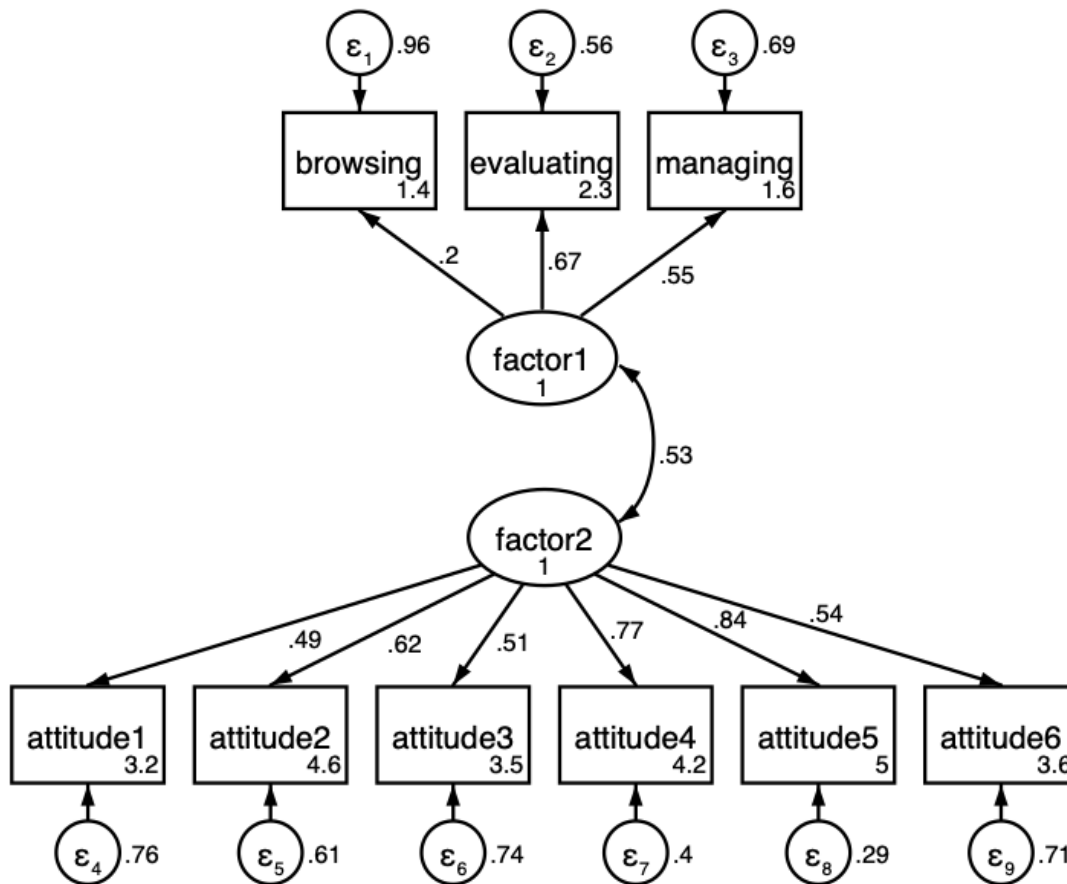 ε₁ .96 ε₂ .56 ε₃ .69
browsing evaluating managing
1.4 2.3 1.6
.2 .67 .55
factor1
1
.53
factor2
1
.49 .62 .51 .77 .84 .54
attitude1 attitude2 attitude3 attitude4 attitude5 attitude6
3.2 4.6 3.5 4.2 5 3.6
ε₄ .76 ε₅ .61 ε₆ .74 ε₇ .4 ε₈ .29 ε₉ .71